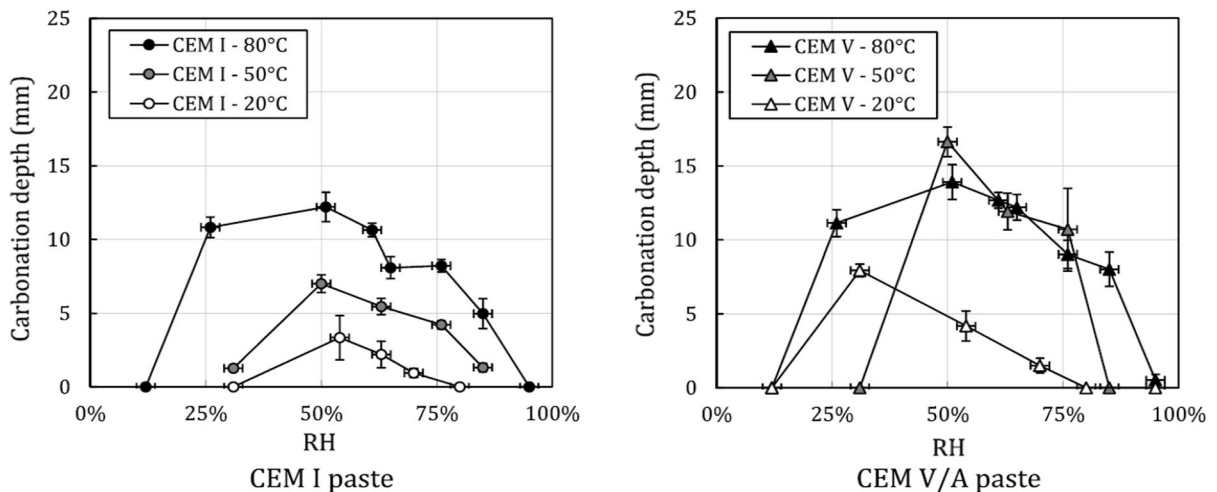 Carbonation depth (mm)
25
20
15
10
5
0
CEM I - 80°C
CEM I - 50°C
CEM I - 20°C
0% 25% 50% 75% 100%
RH
CEM I paste
Carbonation depth (mm)
25
20
15
10
5
0
CEM V - 80°C
CEM V - 50°C
CEM V - 20°C
0% 25% 50% 75% 100%
RH
CEM V/A paste